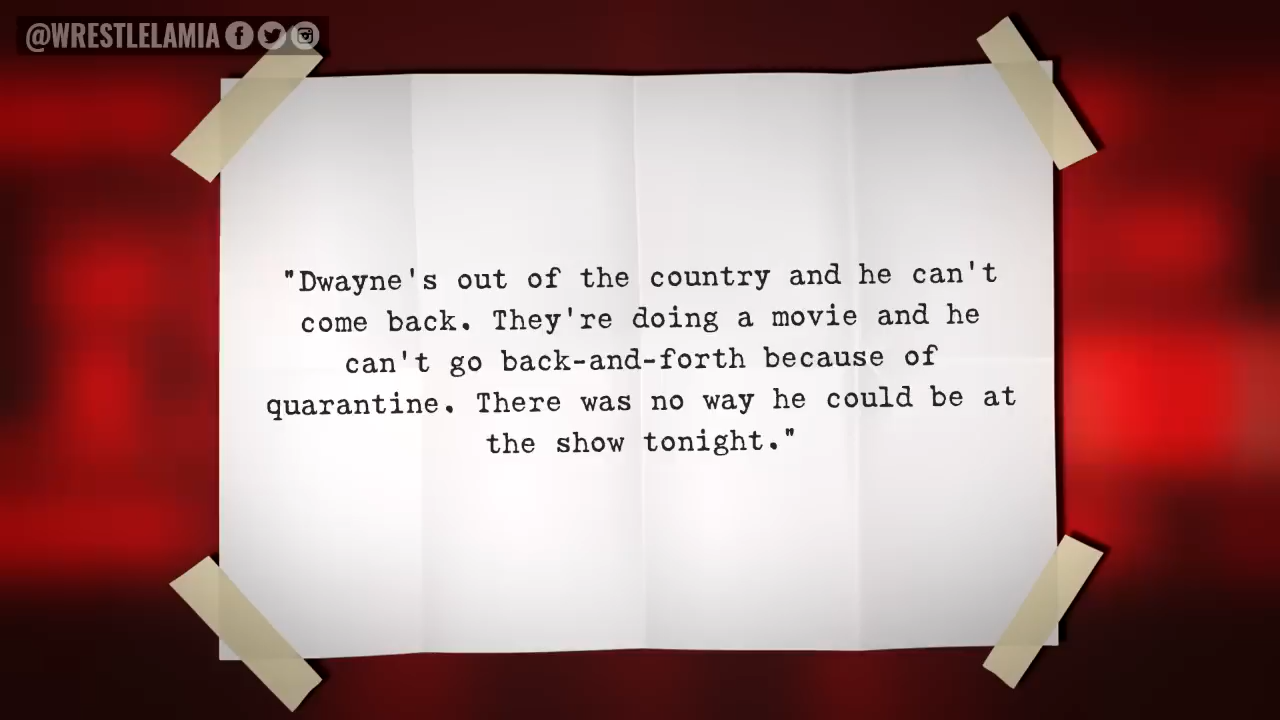 @WRESTLELAMIA
"Dwayne's out of the country and he can't
come back. They're doing a movie and he
can't go back-and-forth because of
quarantine. There was no way he could be at
the show tonight."